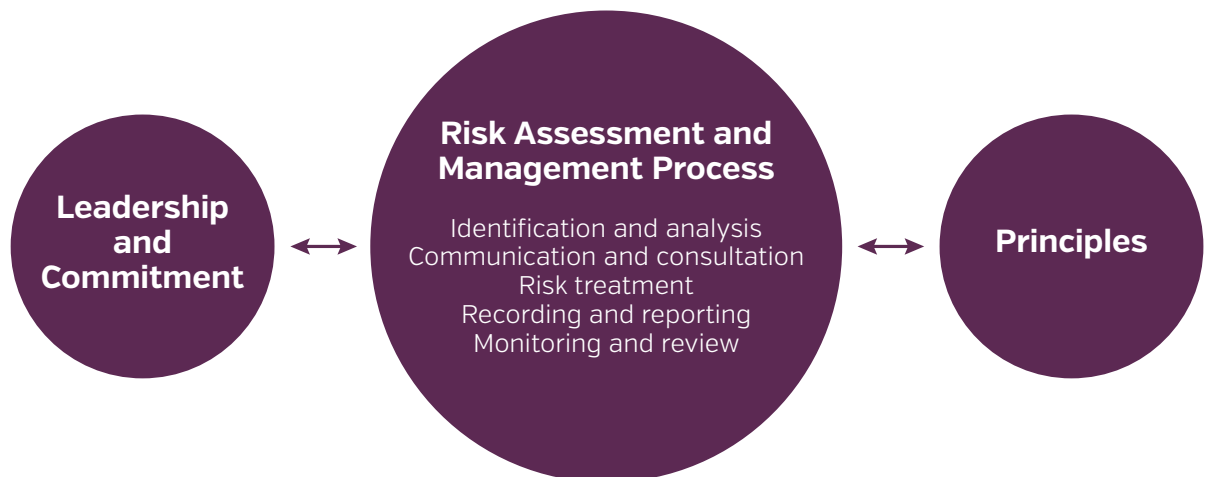 Leadership
and
Commitment
Risk Assessment and
Management Process
Identification and analysis
Communication and consultation
Risk treatment
Recording and reporting
Monitoring and review
Principles